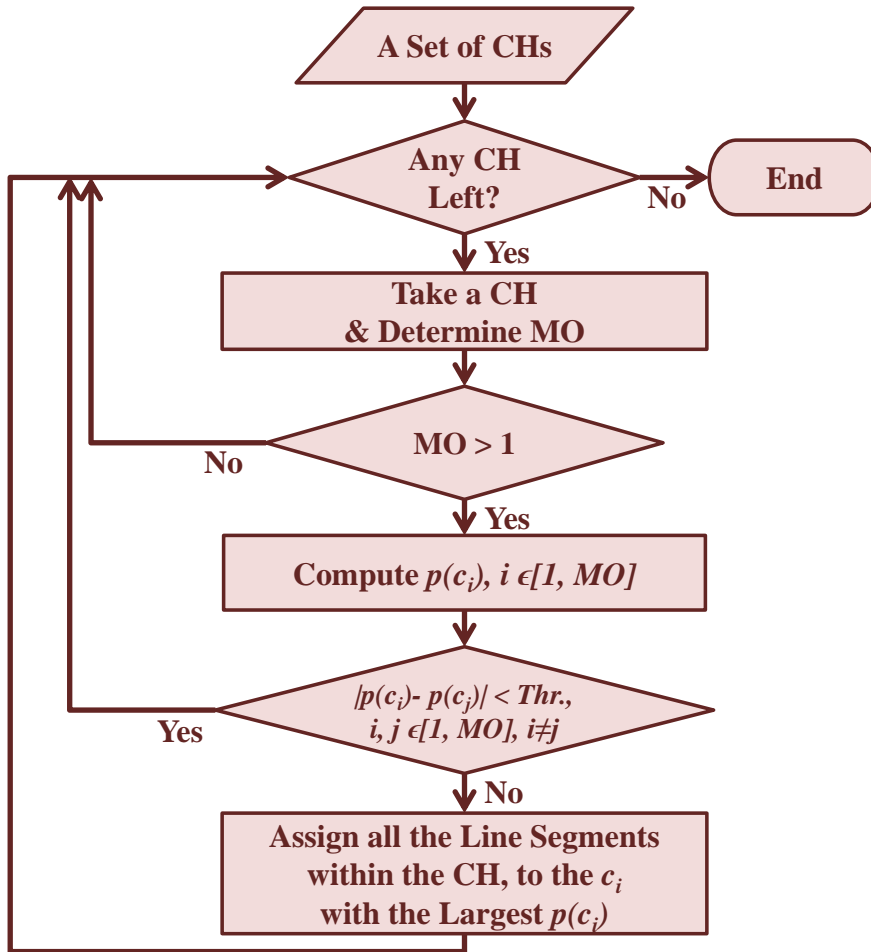 A Set of CHs
Any CH
Left?
No
End
Yes
Take a CH
& Determine MO
MO > 1
No
Yes
Compute p(cᵢ), i ϵ[1, MO]
|p(cᵢ)- p(cⱼ)| < Thr.,
i, j ϵ[1, MO], i≠j
Yes
No
Assign all the Line Segments
within the CH, to the cᵢ
with the Largest p(cᵢ)